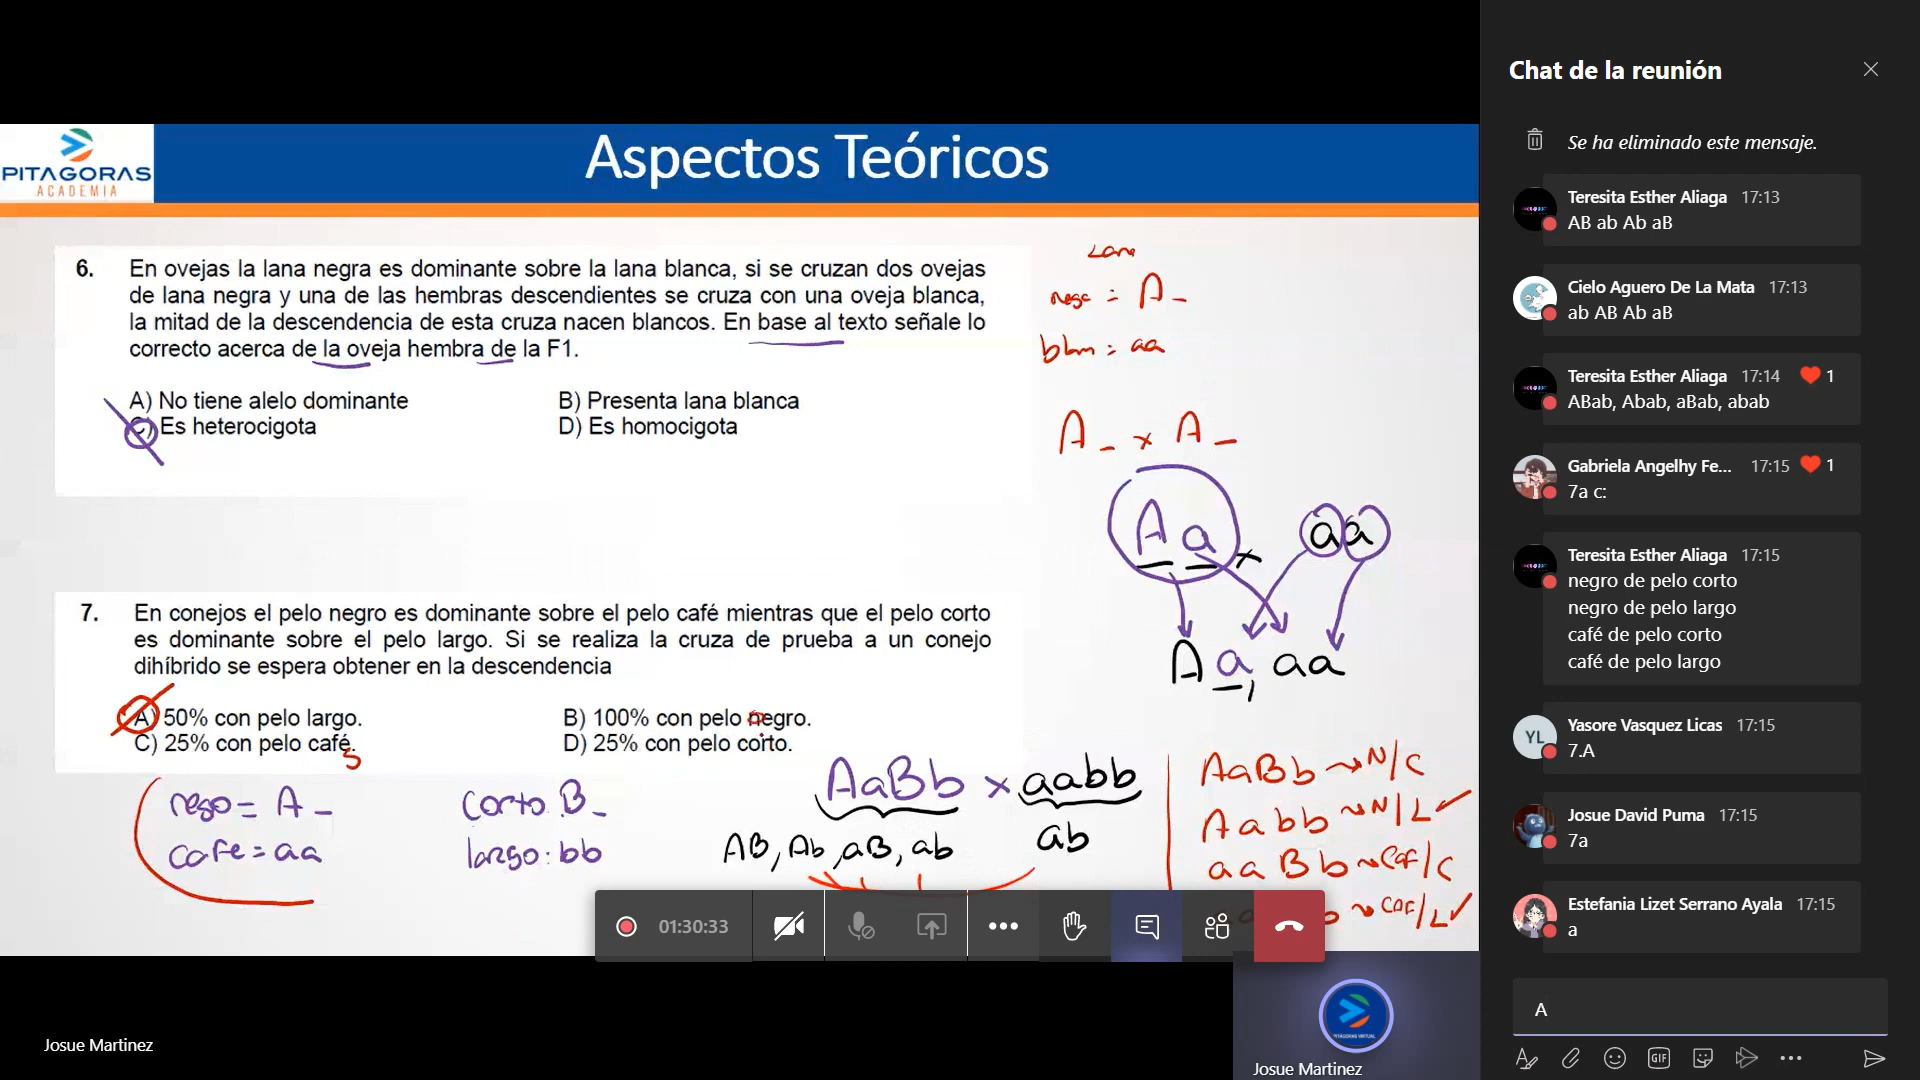 PITAGORAS
ACADEMIA
Aspectos Teóricos
6. En ovejas la lana negra es dominante sobre la lana blanca, si se cruzan dos ovejas
de lana negra y una de las hembras descendientes se cruza con una oveja blanca,
la mitad de la descendencia de esta cruza nacen blancos. En base al texto señale lo
correcto acerca de la oveja hembra de la F1.
A) No tiene alelo dominante B) Presenta lana blanca
C) Es heterocigota D) Es homocigota
A_ x A_
Aa x aa
Aa, aa
7. En conejos el pelo negro es dominante sobre el pelo café mientras que el pelo corto
es dominante sobre el pelo largo. Si se realiza la cruza de prueba a un conejo
dihíbrido se espera obtener en la descendencia
A) 50% con pelo largo. B) 100% con pelo negro.
C) 25% con pelo café. D) 25% con pelo corto.
cafe = aa
corto: B_
largo: bb
AaBb x aabb
AB, Ab, aB, ab
ab
AaBb N/C
Aabb N/L
aaBb Caf/C
Caf/L
01:30:33
Josue Martinez
PITAGORAS VIRTUAL
Josue Martinez
Chat de la reunión
Se ha eliminado este mensaje.
Teresita Esther Aliaga 17:13
AB ab Ab aB
Cielo Aguero De La Mata 17:13
ab AB Ab aB
Teresita Esther Aliaga 17:14 1
ABab, Abab, aBab, abab
Gabriela Angelhy Fe... 17:15 1
7a c:
Teresita Esther Aliaga 17:15
negro de pelo corto
negro de pelo largo
café de pelo corto
café de pelo largo
YL
Yasore Vasquez Licas 17:15
7.A
Josue David Puma 17:15
7a
Estefania Lizet Serrano Ayala 17:15
a
A
GIF